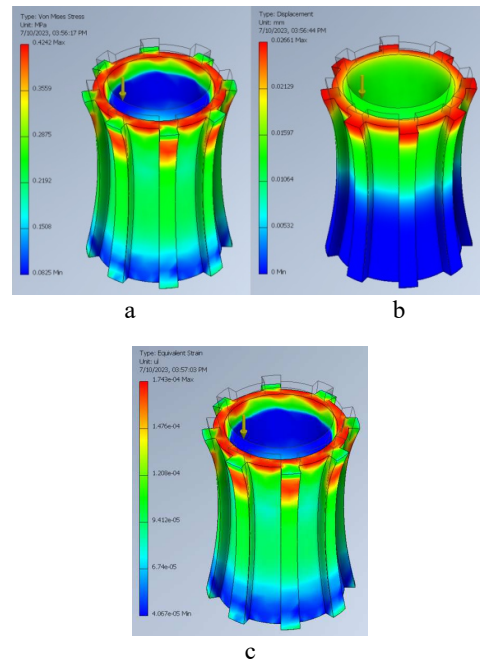 Type: Von Mises Stress
Unit: MPa
7/10/2023, 03:56:17 PM
0.4242 Max
0.3559
0.2875
0.2192
0.1508
0.0825 Min
a
Type: Displacement
Unit: mm
7/10/2023, 03:56:44 PM
0.02661 Max
0.02129
0.01597
0.01064
0.00532
0 Min
b
Type: Equivalent Strain
Unit: ul
7/10/2023, 03:57:03 PM
1.743e-04 Max
1.476e-04
1.208e-04
9.412e-05
6.74e-05
4.067e-05 Min
c